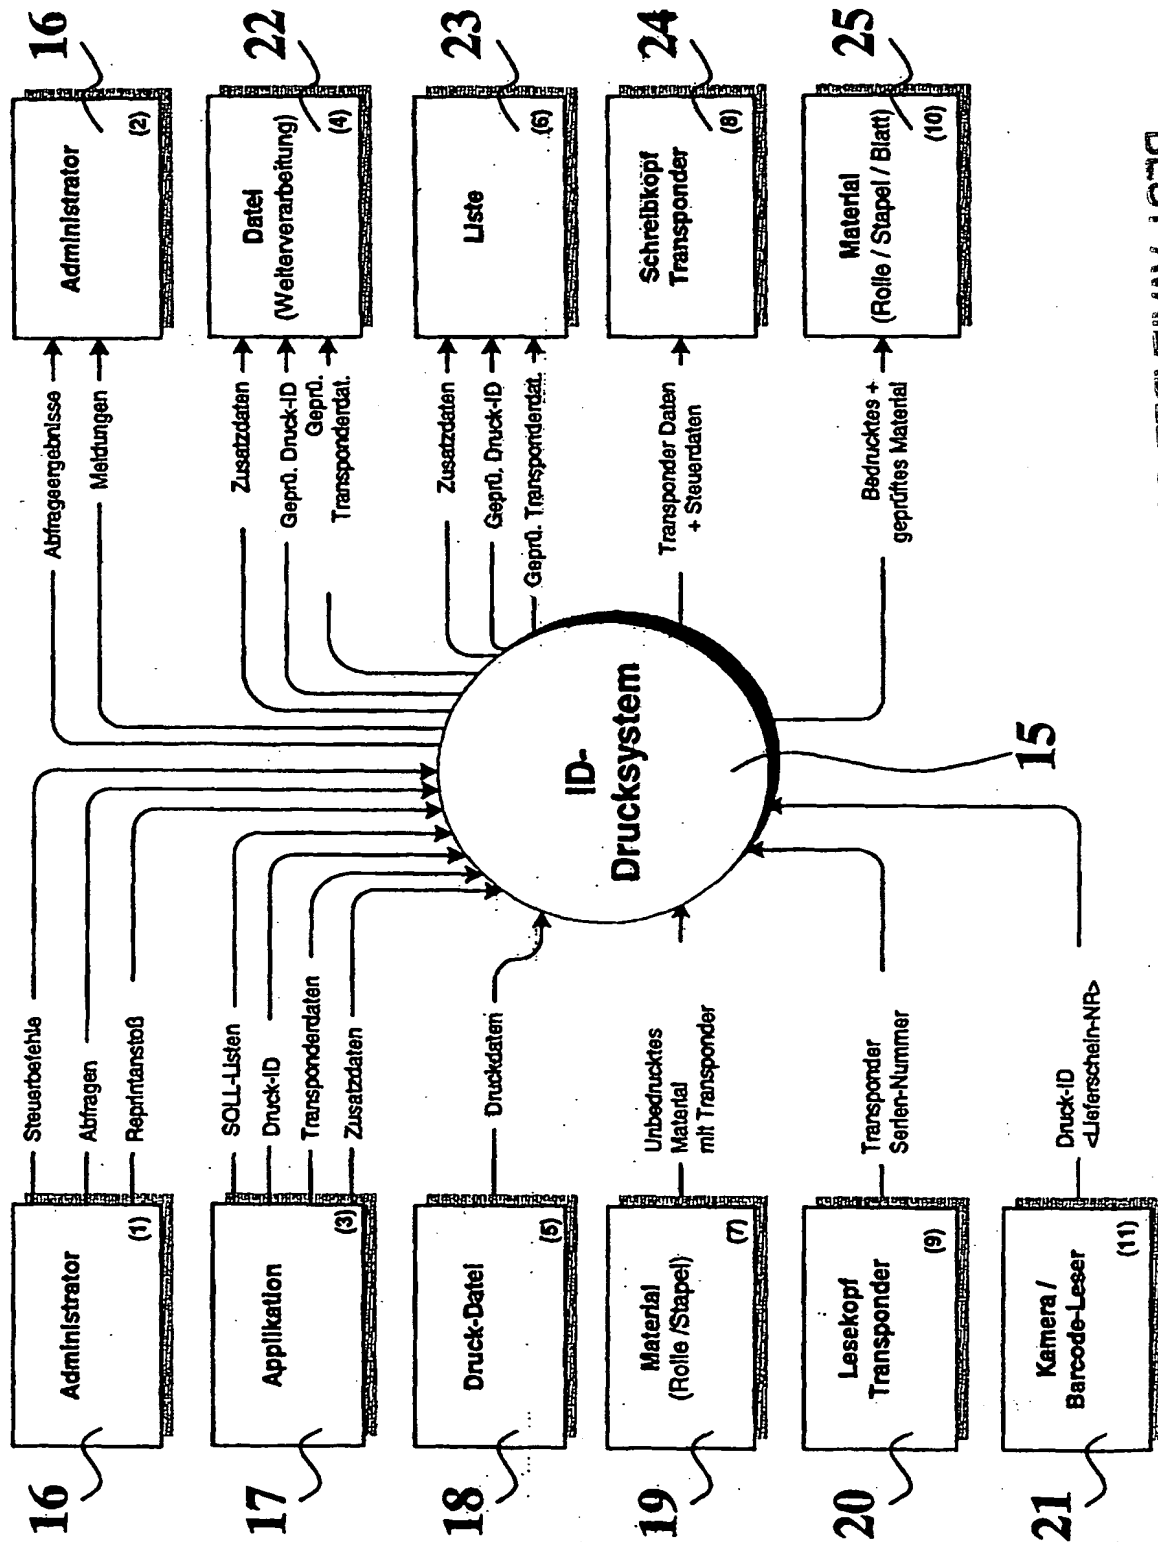 16
Administrator
(1)
Steuerbefehle
Abfragen
Reprintanstoß
17
Applikation
(3)
SOLL-Listen
Druck-ID
Transponderdaten
Zusatzdaten
18
Druck-Datei
(5)
Druckdaten
19
Material
(Rolle /Stapel)
(7)
Unbedrucktes
Material
mit Transponder
20
Lesekopf
Transponder
(9)
Transponder
Serien-Nummer
21
Kamera /
Barcode-Leser
(11)
Druck-ID
<Lieferschein-NR>
ID-
Drucksystem
15
Abfrageergebnisse
Meldungen
Administrator
(2)
16
Zusatzdaten
Geprü. Druck-ID
Geprü.
Transponderdat.
Datei
(Weiterverarbeitung)
(4)
22
Zusatzdaten
Geprü. Druck-ID
Geprü. Transponderdat.
Liste
(6)
23
Transponder Daten
+ Steuerdaten
Schreibkopf
Transponder
(8)
24
Bedrucktes +
geprüftes Material
Material
(Rolle / Stapel / Blatt)
(10)
25